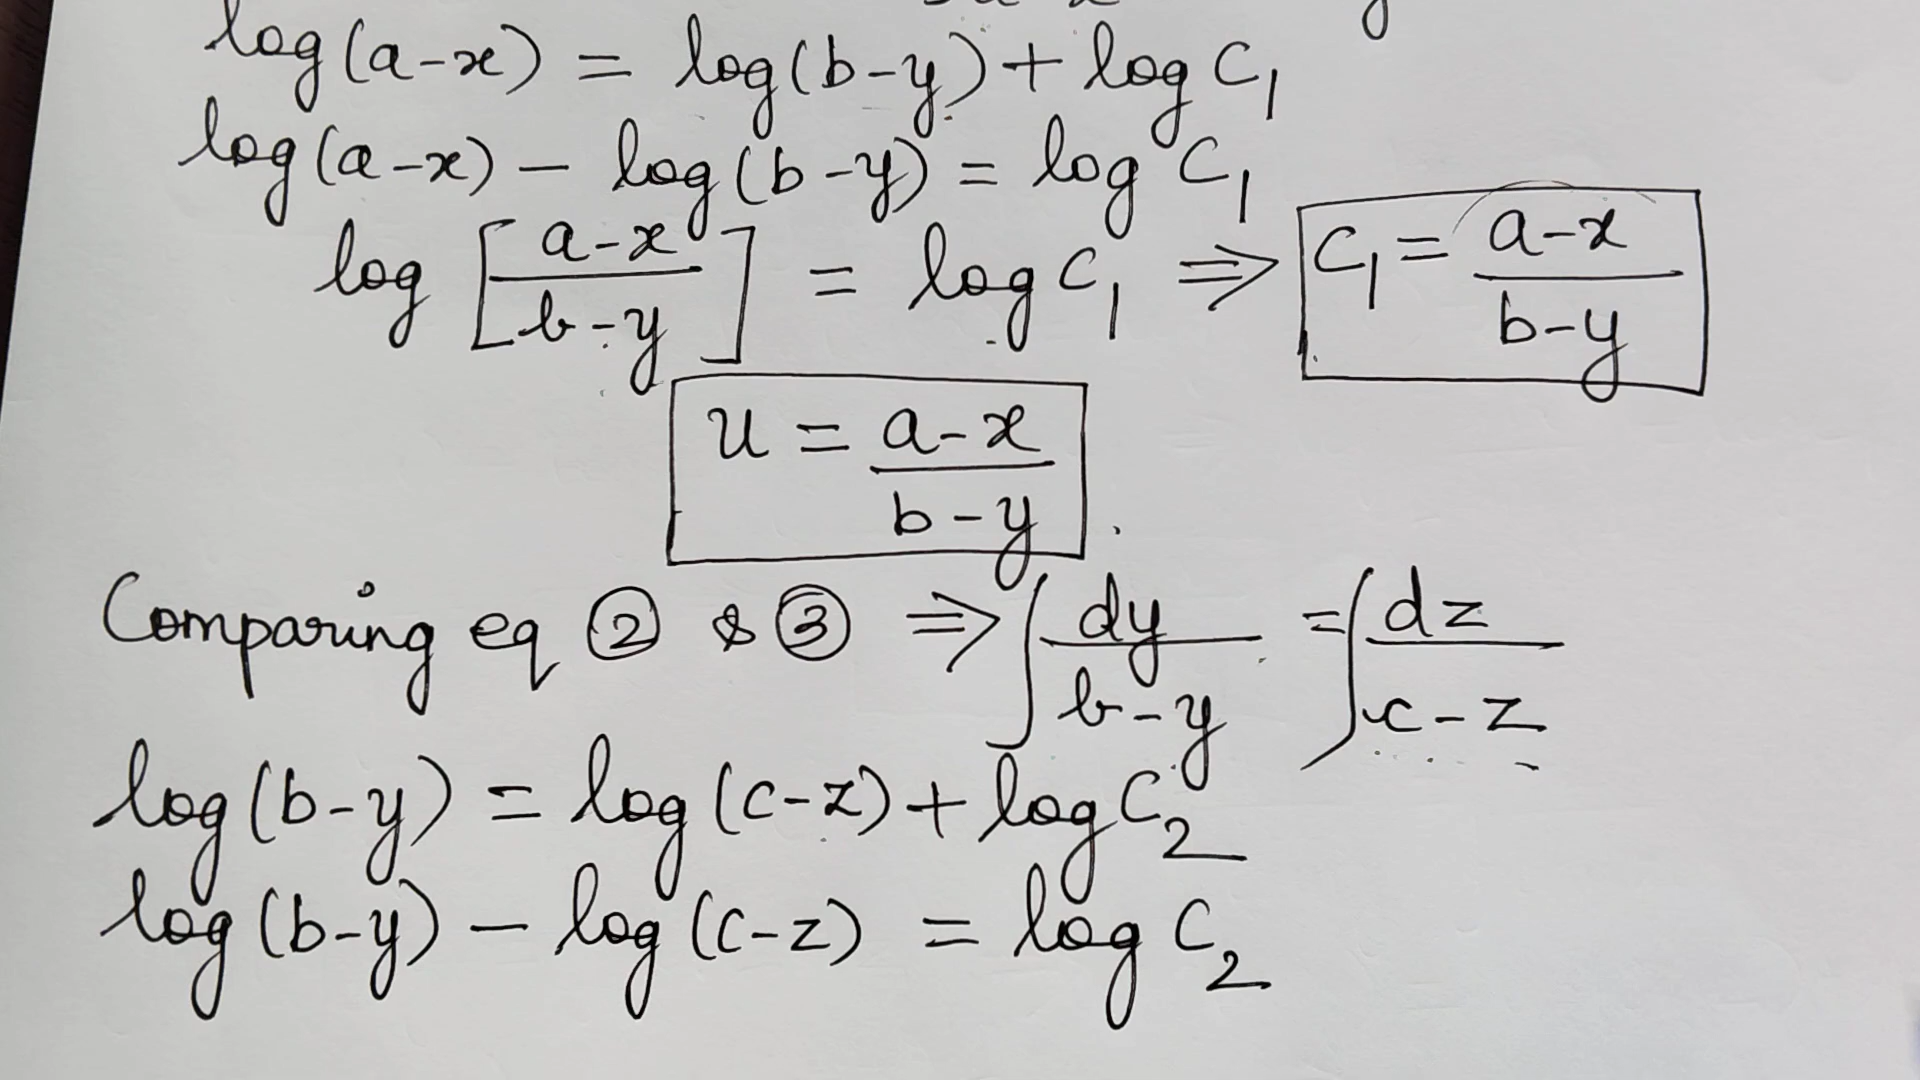 log(a-x) = log(b-y) + log C₁
log(a-x) - log(b-y) = log C₁
log [(a-x)/(b-y)] = log C₁ ⇒ C₁ = (a-x)/(b-y)
u = (a-x)/(b-y)
Comparing eq ② & ③ ⇒ ∫ dy/(b-y) = ∫ dz/(c-z)
log(b-y) = log(c-z) + log C₂
log(b-y) - log(c-z) = log C₂